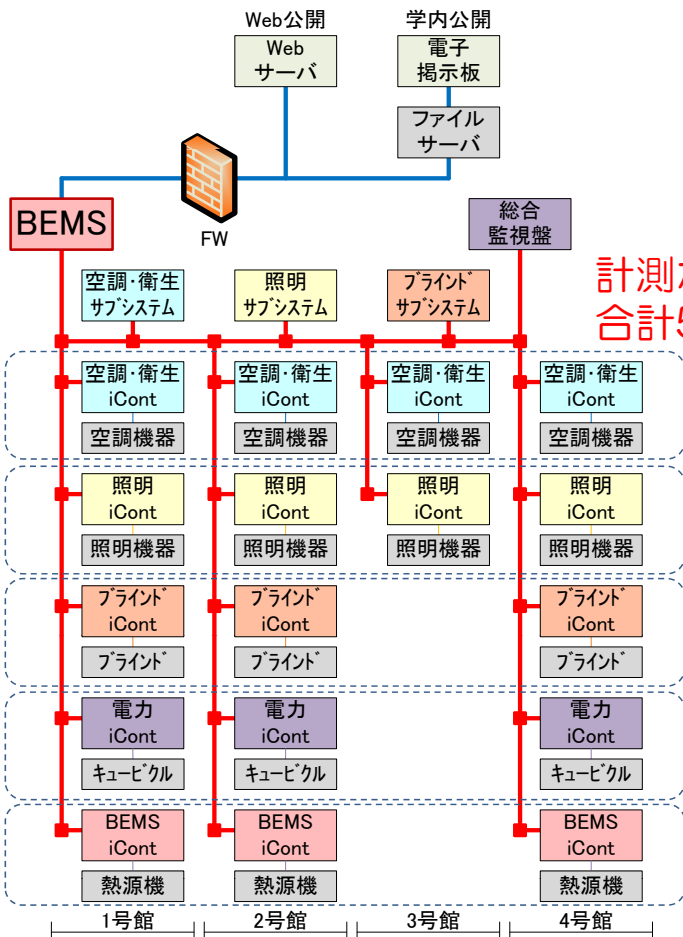 Web公開
学内公開
Web
サーバ
電子
掲示板
ファイル
サーバ
BEMS
FW
総合
監視盤
計測
合計
空調・衛生
サブシステム
照明
サブシステム
ブラインド
サブシステム
空調・衛生
iCont
空調・衛生
iCont
空調・衛生
iCont
空調・衛生
iCont
空調機器
空調機器
空調機器
空調機器
照明
iCont
照明
iCont
照明
iCont
照明
iCont
照明機器
照明機器
照明機器
照明機器
ブラインド
iCont
ブラインド
iCont
ブラインド
iCont
ブラインド
ブラインド
ブラインド
電力
iCont
電力
iCont
電力
iCont
キュービクル
キュービクル
キュービクル
BEMS
iCont
BEMS
iCont
BEMS
iCont
熱源機
熱源機
熱源機
1号館
2号館
3号館
4号館